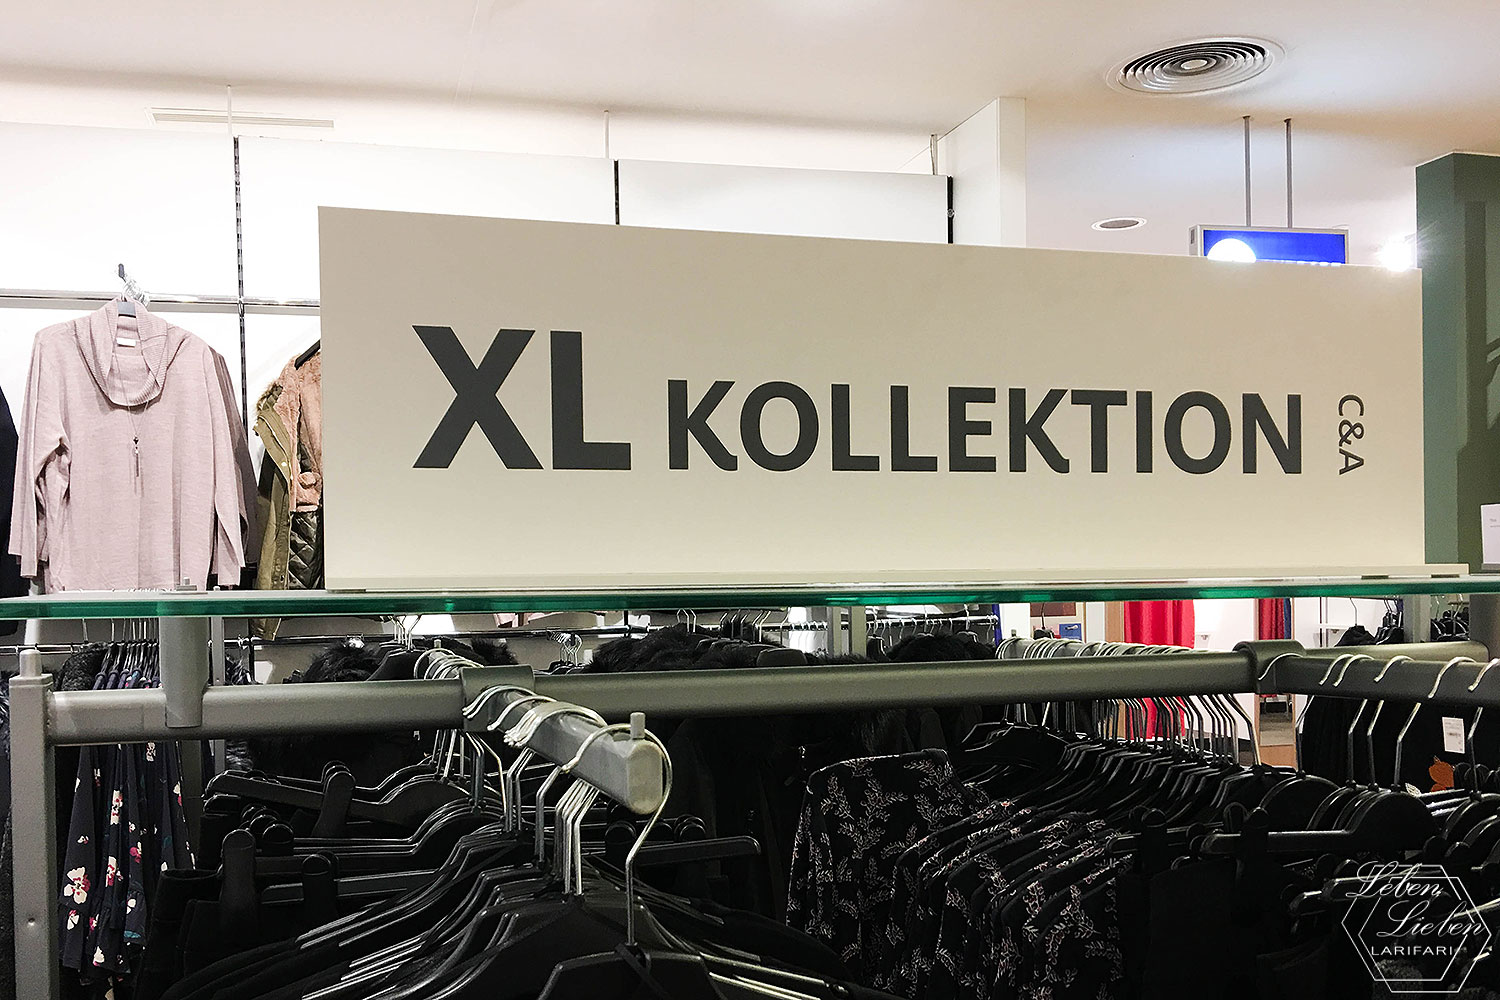 XL KOLLEKTION C&A
Leben,
Lieben
LARIFARI